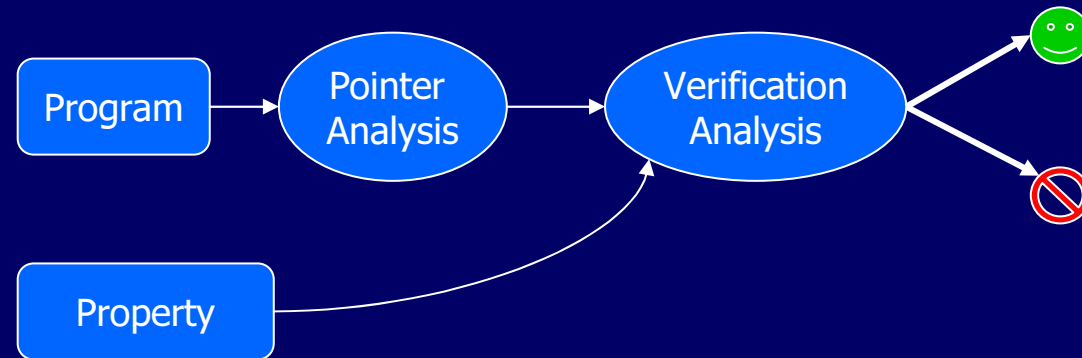 Program
Pointer
Analysis
Verification
Analysis
Property